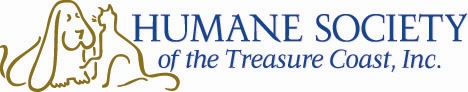 HUMANE SOCIETY
of the Treasure Coast, Inc.